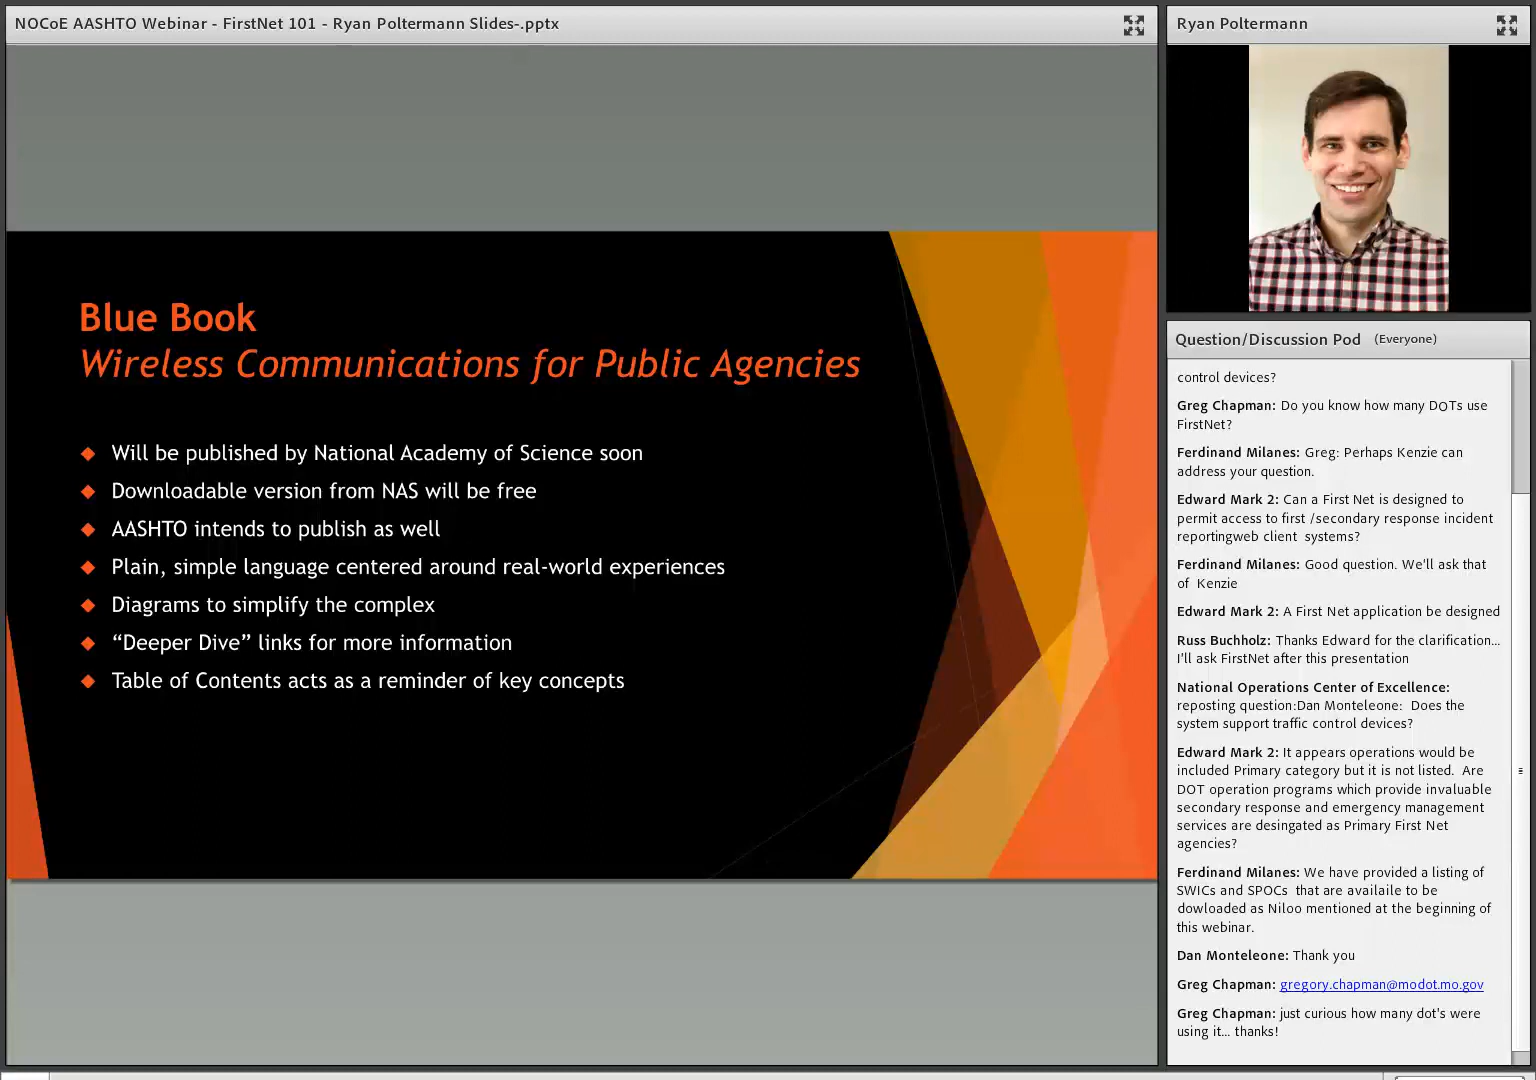 NOCoE AASHTO Webinar - FirstNet 101 - Ryan Poltermann Slides-.pptx
Blue Book
Wireless Communications for Public Agencies
Will be published by National Academy of Science soon
Downloadable version from NAS will be free
AASHTO intends to publish as well
Plain, simple language centered around real-world experiences
Diagrams to simplify the complex
“Deeper Dive” links for more information
Table of Contents acts as a reminder of key concepts
Ryan Poltermann
Question/Discussion Pod (Everyone)
control devices?
Greg Chapman: Do you know how many DOTs use
FirstNet?
Ferdinand Milanes: Greg: Perhaps Kenzie can
address your question.
Edward Mark 2: Can a First Net is designed to
permit access to first /secondary response incident
reportingweb client systems?
Ferdinand Milanes: Good question. We'll ask that
of Kenzie
Edward Mark 2: A First Net application be designed
Russ Buchholz: Thanks Edward for the clarification...
I'll ask FirstNet after this presentation
National Operations Center of Excellence:
reposting question:Dan Monteleone: Does the
system support traffic control devices?
Edward Mark 2: It appears operations would be
included Primary category but it is not listed. Are
DOT operation programs which provide invaluable
secondary response and emergency management
services are desingated as Primary First Net
agencies?
Ferdinand Milanes: We have provided a listing of
SWICs and SPOCs that are availaile to be
dowloaded as Niloo mentioned at the beginning of
this webinar.
Dan Monteleone: Thank you
Greg Chapman: gregory.chapman@modot.mo.gov
Greg Chapman: just curious how many dot's were
using it... thanks!